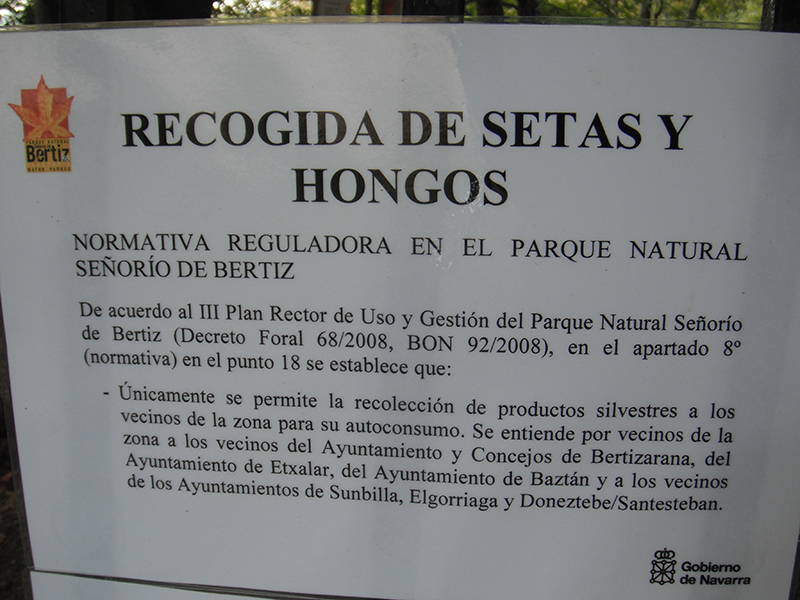 PARQUE NATURAL
Bértiz
RECOGIDA DE SETAS Y
HONGOS
NORMATIVA REGULADORA EN EL PARQUE NATURAL
SEÑORÍO DE BERTIZ
De acuerdo al III Plan Rector de Uso y Gestión del Parque Natural Señorío
de Bertiz (Decreto Foral 68/2008, BON 92/2008), en el apartado 8º
(normativa) en el punto 18 se establece que:
- Únicamente se permite la recolección de productos silvestres a los
vecinos de la zona para su autoconsumo. Se entiende por vecinos de la
zona a los vecinos del Ayuntamiento y Concejos de Bertizarana, del
Ayuntamiento de Etxalar, del Ayuntamiento de Baztán y a los vecinos
de los Ayuntamientos de Sunbilla, Elgorriaga y Doneztebe/Santesteban.
Gobierno
de Navarra